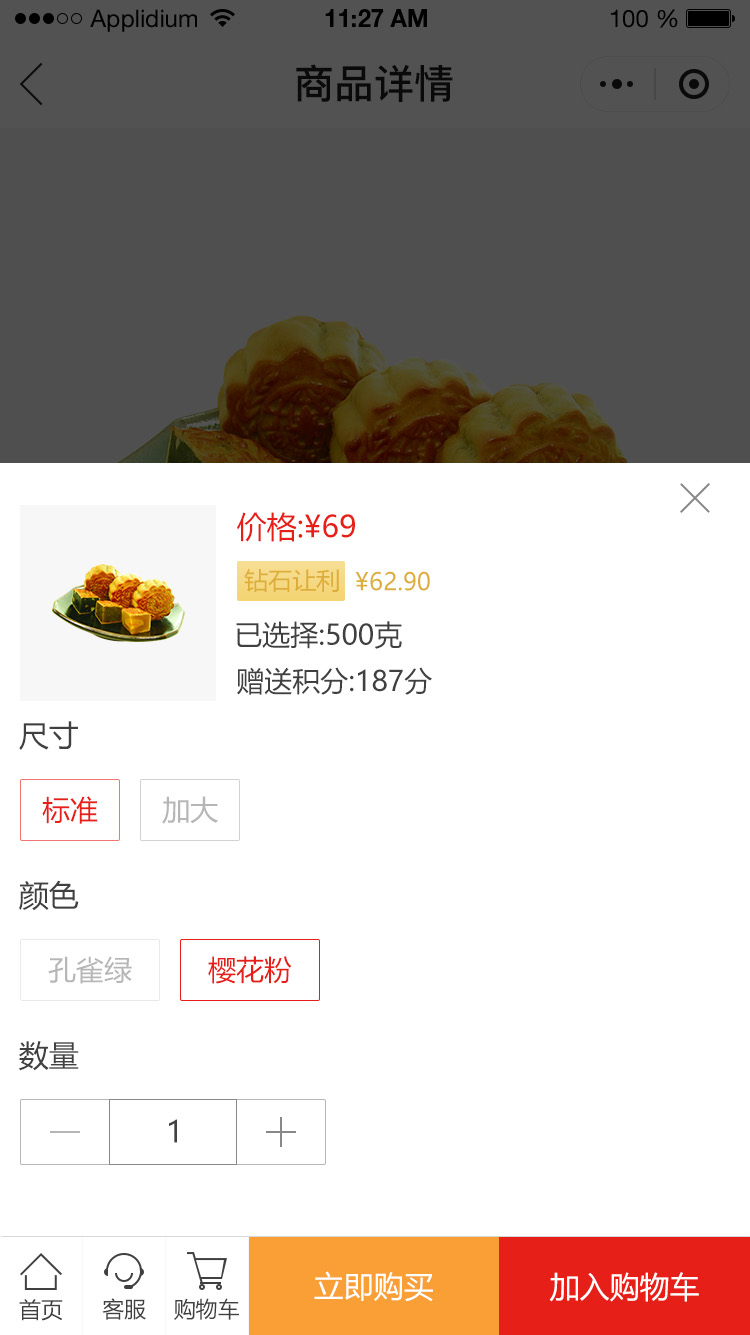 Applidium 11:27 AM 100 %
商品详情
价格:¥69
钻石让利 ¥62.90
已选择:500克
赠送积分:187分
尺寸
标准 加大
颜色
孔雀绿 樱花粉
数量
1
首页 客服 购物车 立即购买 加入购物车